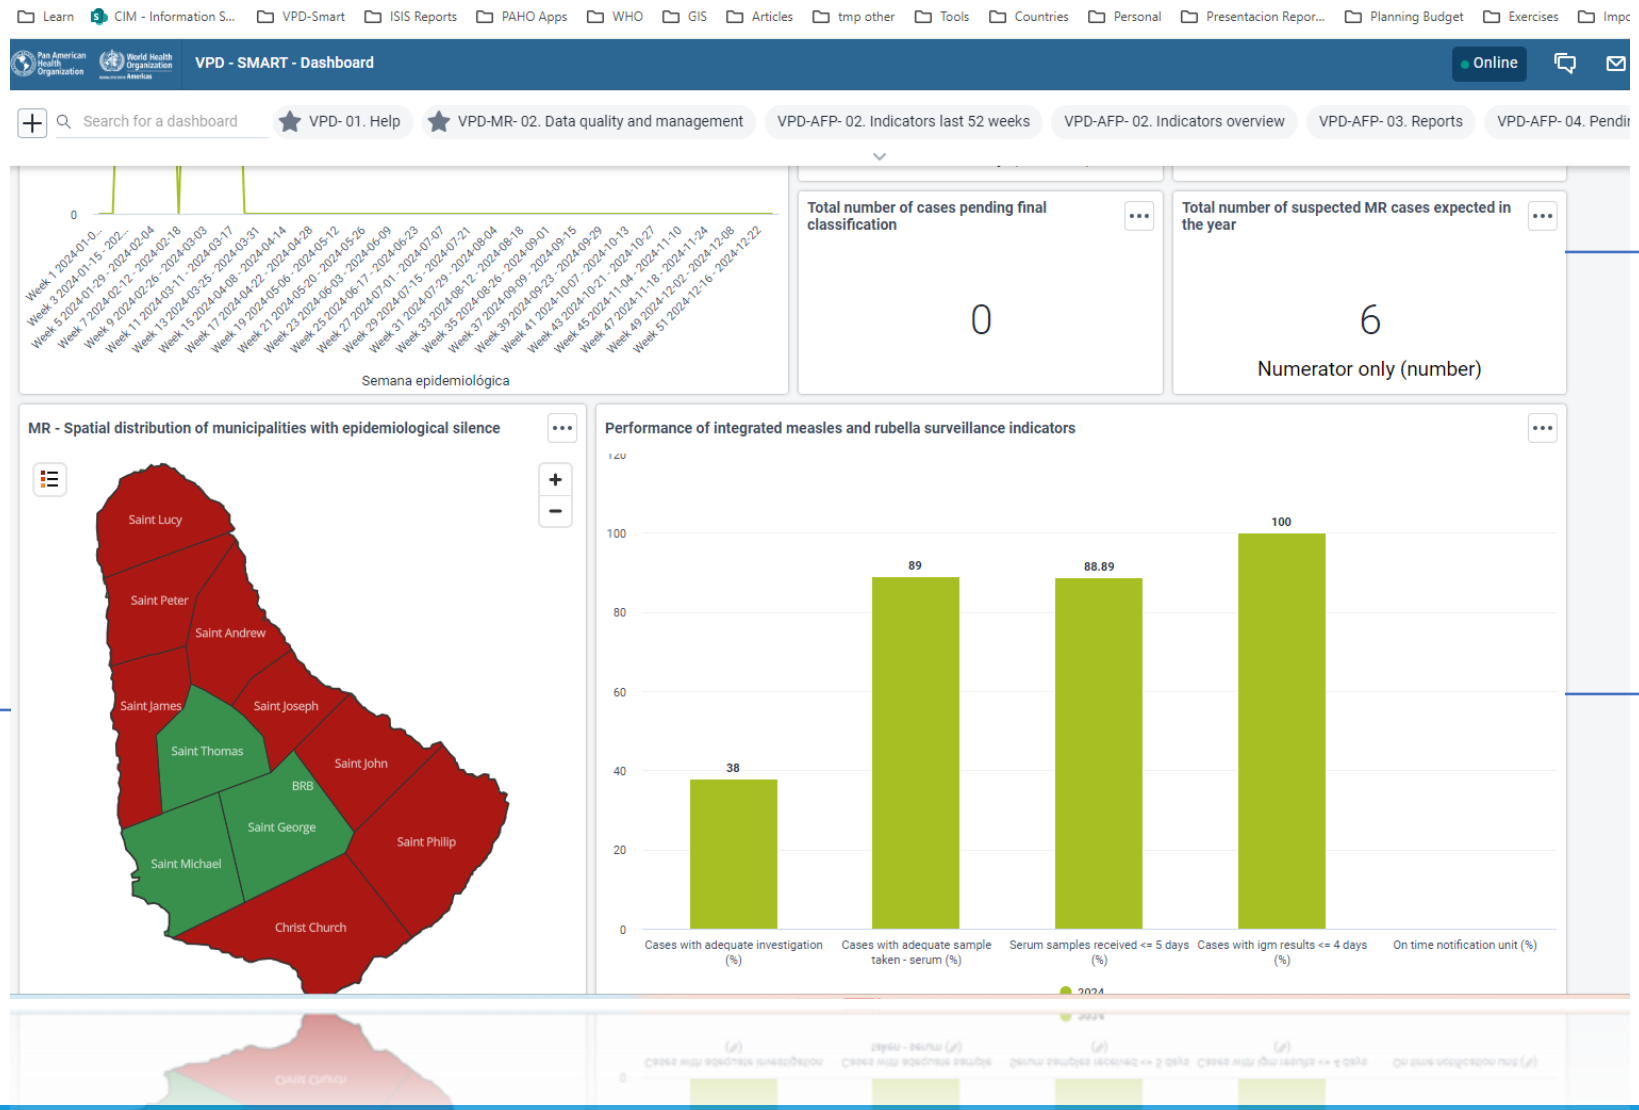 Learn CIM - Information S... VPD-Smart ISIS Reports PAHO Apps WHO GIS Articles tmp other Tools Countries Personal Presentacion Repor... Planning Budget Exercises
Pan American
Health
Organization
World Health
Organization
Americas
VPD - SMART - Dashboard
Online
Search for a dashboard
VPD- 01. Help
VPD-MR- 02. Data quality and management
VPD-AFP- 02. Indicators last 52 weeks
VPD-AFP- 02. Indicators overview
VPD-AFP- 03. Reports
VPD-AFP- 04. Pendin
0
Week 1 2024-01-0...
Week 3 2024-01-15 - 202...
Week 5 2024-01-29 - 2024-02-04
Week 7 2024-02-12 - 2024-02-18
Week 9 2024-02-26 - 2024-03-03
Week 11 2024-03-11 - 2024-03-17
Week 13 2024-03-25 - 2024-03-31
Week 15 2024-04-08 - 2024-04-14
Week 17 2024-04-22 - 2024-04-28
Week 19 2024-05-06 - 2024-05-12
Week 21 2024-05-20 - 2024-05-26
Week 23 2024-06-03 - 2024-06-09
Week 25 2024-06-17 - 2024-06-23
Week 27 2024-07-01 - 2024-07-07
Week 29 2024-07-15 - 2024-07-21
Week 31 2024-07-29 - 2024-08-04
Week 33 2024-08-12 - 2024-08-18
Week 35 2024-08-26 - 2024-09-01
Week 37 2024-09-09 - 2024-09-15
Week 39 2024-09-23 - 2024-09-29
Week 41 2024-10-07 - 2024-10-13
Week 43 2024-10-21 - 2024-10-27
Week 45 2024-11-04 - 2024-11-10
Week 47 2024-11-18 - 2024-11-24
Week 49 2024-12-02 - 2024-12-08
Week 51 2024-12-16 - 2024-12-22
Semana epidemiológica
Total number of cases pending final
classification
0
Total number of suspected MR cases expected in
the year
6
Numerator only (number)
MR - Spatial distribution of municipalities with epidemiological silence
+
−
Saint Lucy
Saint Peter
Saint Andrew
Saint James
Saint Joseph
Saint Thomas
Saint John
BRB
Saint George
Saint Philip
Saint Michael
Christ Church
Performance of integrated measles and rubella surveillance indicators
120
100
80
60
40
20
0
38
89
88.89
100
Cases with adequate investigation
(%)
Cases with adequate sample
taken - serum (%)
Serum samples received <= 5 days
(%)
Cases with igm results <= 4 days
(%)
On time notification unit (%)
2024